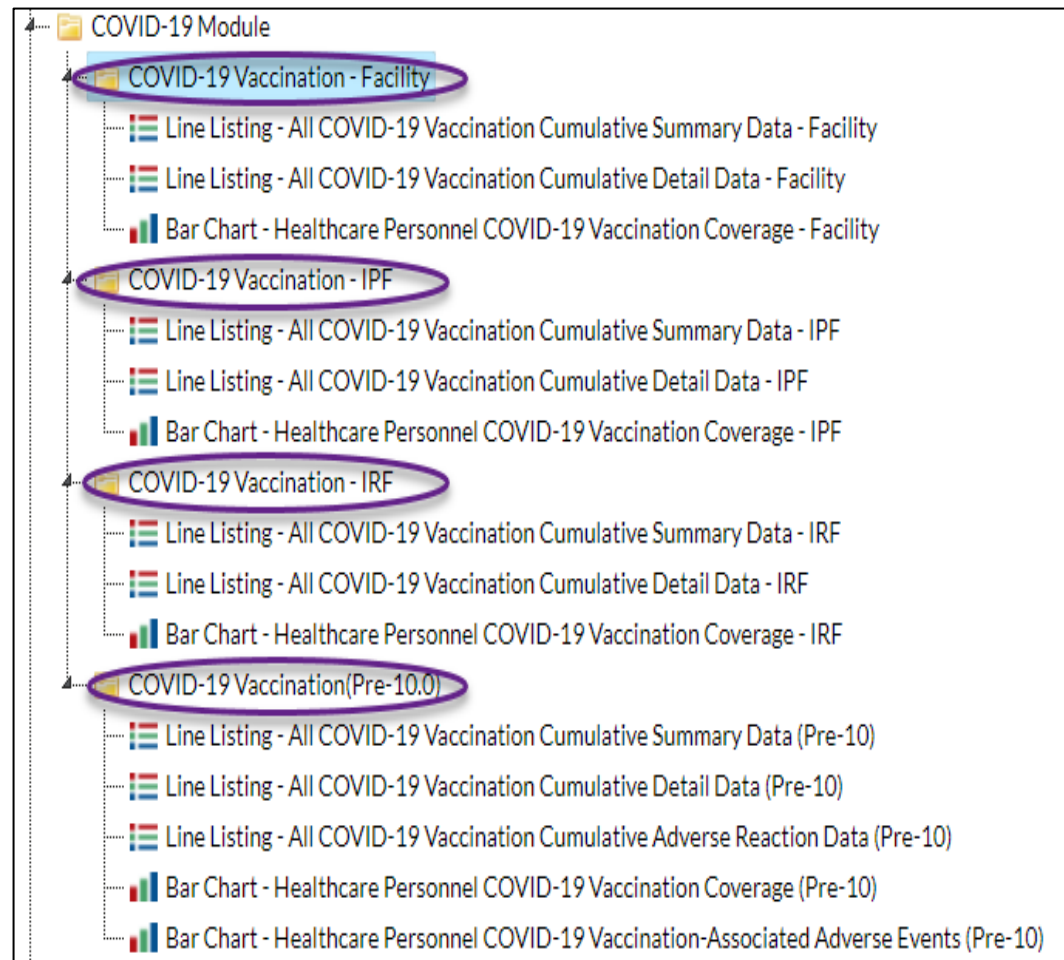 COVID-19 Module
COVID-19 Vaccination - Facility
Line Listing - All COVID-19 Vaccination Cumulative Summary Data - Facility
Line Listing - All COVID-19 Vaccination Cumulative Detail Data - Facility
Bar Chart - Healthcare Personnel COVID-19 Vaccination Coverage - Facility
COVID-19 Vaccination - IPF
Line Listing - All COVID-19 Vaccination Cumulative Summary Data - IPF
Line Listing - All COVID-19 Vaccination Cumulative Detail Data - IPF
Bar Chart - Healthcare Personnel COVID-19 Vaccination Coverage - IPF
COVID-19 Vaccination - IRF
Line Listing - All COVID-19 Vaccination Cumulative Summary Data - IRF
Line Listing - All COVID-19 Vaccination Cumulative Detail Data - IRF
Bar Chart - Healthcare Personnel COVID-19 Vaccination Coverage - IRF
COVID-19 Vaccination(Pre-10.0)
Line Listing - All COVID-19 Vaccination Cumulative Summary Data (Pre-10)
Line Listing - All COVID-19 Vaccination Cumulative Detail Data (Pre-10)
Line Listing - All COVID-19 Vaccination Cumulative Adverse Reaction Data (Pre-10)
Bar Chart - Healthcare Personnel COVID-19 Vaccination Coverage (Pre-10)
Bar Chart - Healthcare Personnel COVID-19 Vaccination-Associated Adverse Events (Pre-10)